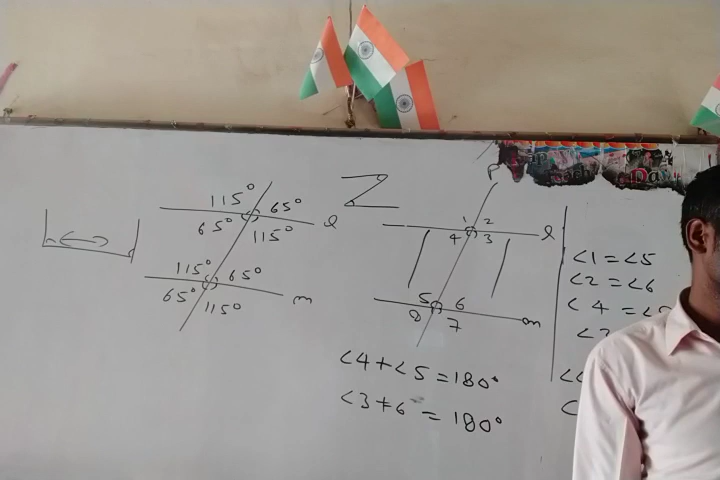 115° 65°
65° 115° l
115° 65°
65° 115° m
Z
P
1 2
4 3 l
5 6
8 7 m
<4+<5=180°
<3+6=180°
<1=<5
<2=<6
<4=<
<
<
<